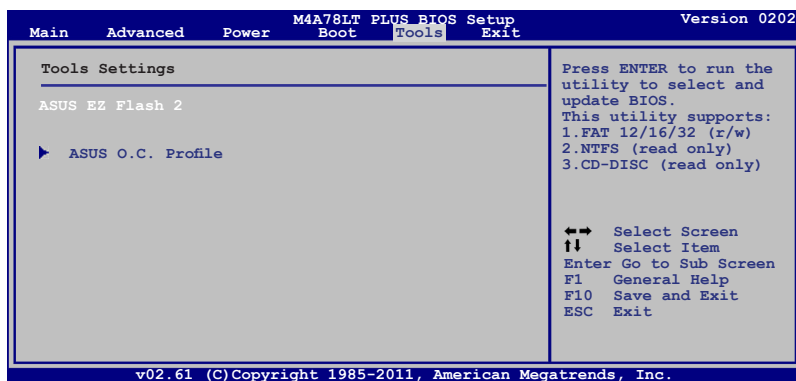 M4A78LT PLUS BIOS Setup
Version 0202
Main Advanced Power Boot Tools Exit
Tools Settings
ASUS EZ Flash 2
ASUS O.C. Profile
Press ENTER to run the
utility to select and
update BIOS.
This utility supports:
1.FAT 12/16/32 (r/w)
2.NTFS (read only)
3.CD-DISC (read only)
Select Screen
Select Item
Enter Go to Sub Screen
F1 General Help
F10 Save and Exit
ESC Exit
v02.61 (C)Copyright 1985-2011, American Megatrends, Inc.